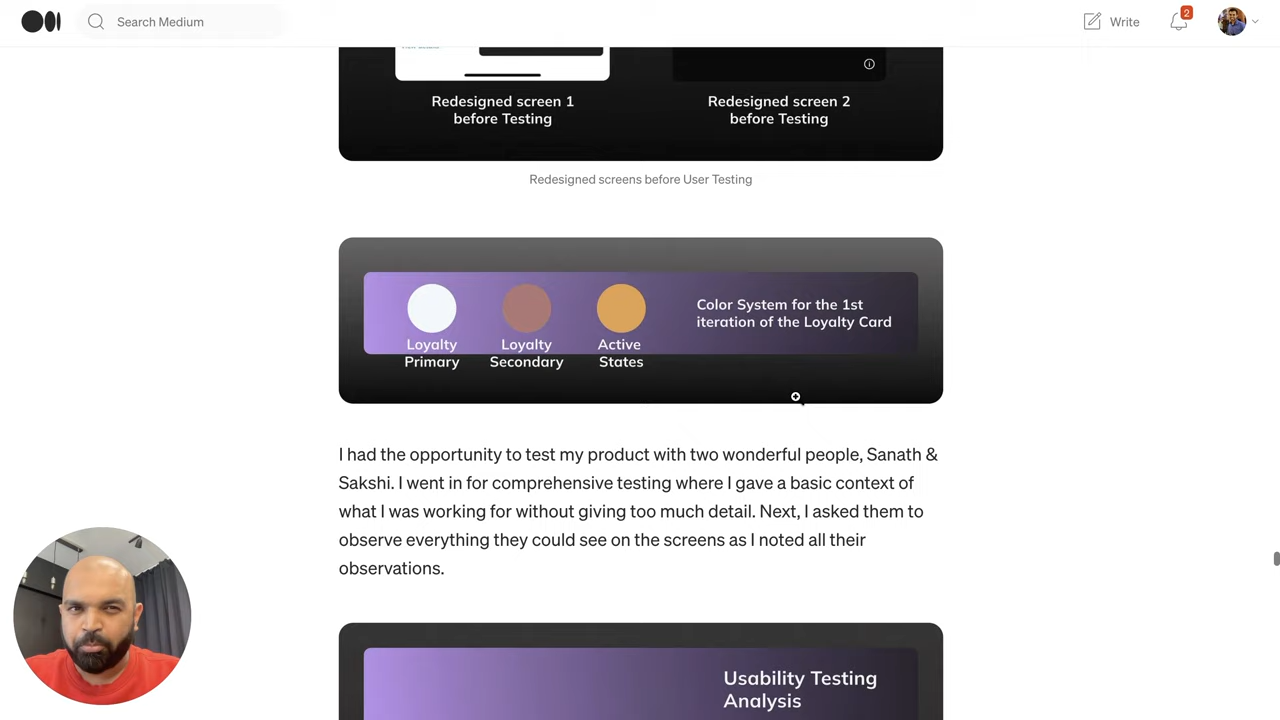 Search Medium
Write
2
Redesigned screen 1
before Testing
Redesigned screen 2
before Testing
Redesigned screens before User Testing
Loyalty
Primary
Loyalty
Secondary
Active
States
Color System for the 1st
iteration of the Loyalty Card
I had the opportunity to test my product with two wonderful people, Sanath &
Sakshi. I went in for comprehensive testing where I gave a basic context of
what I was working for without giving too much detail. Next, I asked them to
observe everything they could see on the screens as I noted all their
observations.
Usability Testing
Analysis